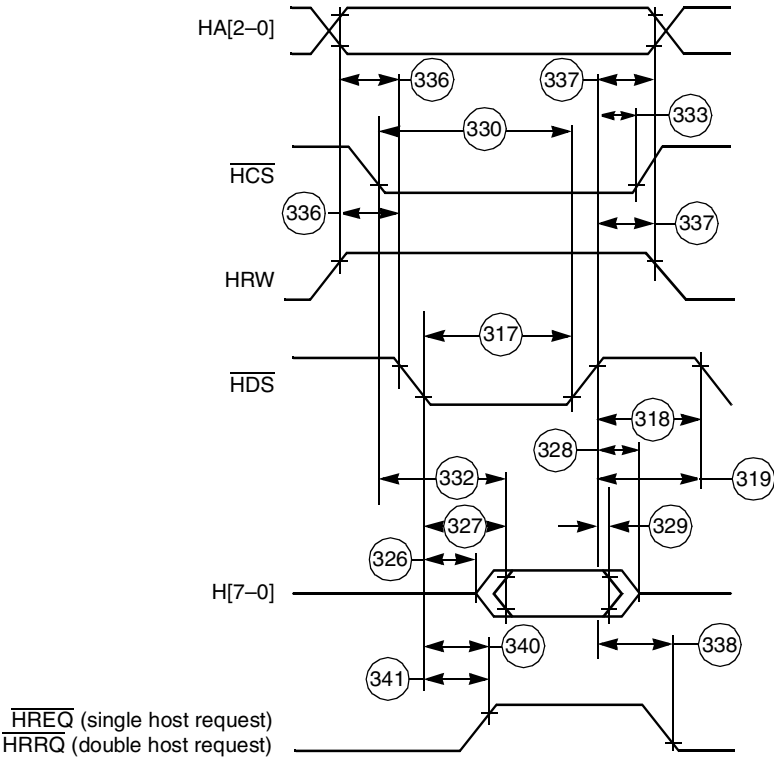 HA[2–0]
336
337
333
330
HCS
336
337
HRW
317
HDS
318
328
332
319
327
329
326
H[7–0]
340
338
341
HREQ (single host request)
HRRQ (double host request)